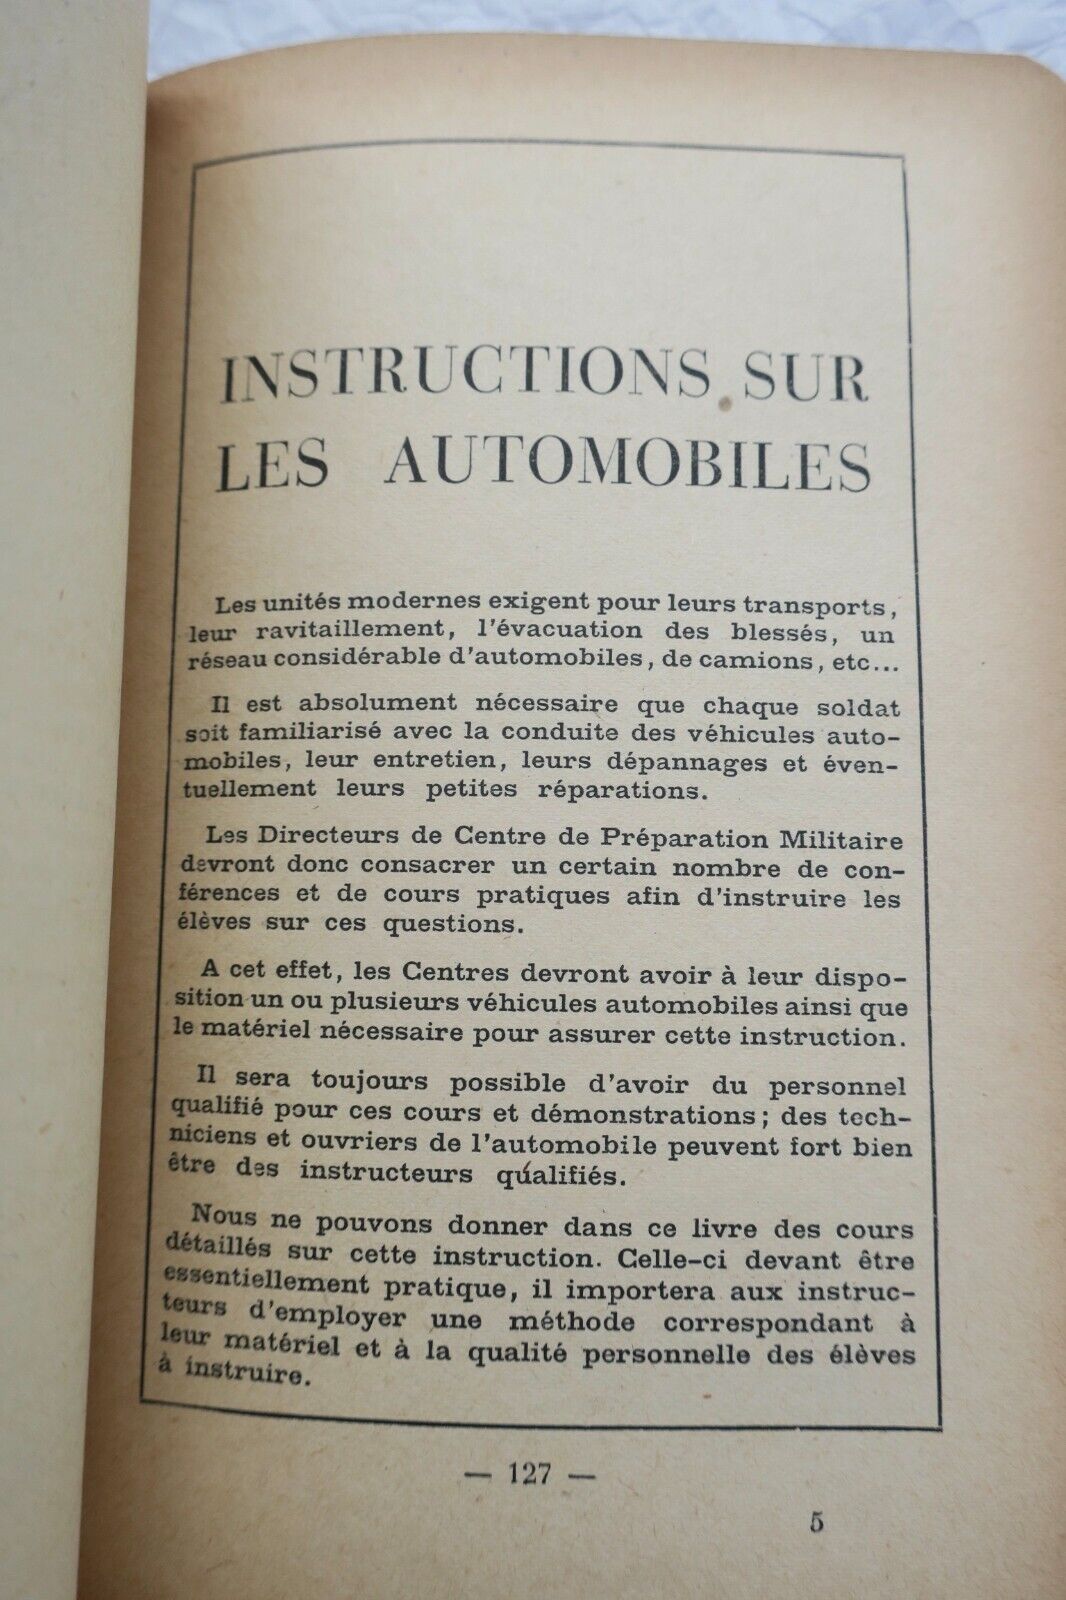 INSTRUCTIONS SUR
LES AUTOMOBILES
Les unités modernes exigent pour leurs transports,
leur ravitaillement, l'évacuation des blessés, un
réseau considérable d'automobiles, de camions, etc...
Il est absolument nécessaire que chaque soldat
soit familiarisé avec la conduite des véhicules auto-
mobiles, leur entretien, leurs dépannages et éven-
tuellement leurs petites réparations.
Les Directeurs de Centre de Préparation Militaire
devront donc consacrer un certain nombre de con-
férences et de cours pratiques afin d'instruire les
élèves sur ces questions.
A cet effet, les Centres devront avoir à leur dispo-
sition un ou plusieurs véhicules automobiles ainsi que
le matériel nécessaire pour assurer cette instruction.
Il sera toujours possible d'avoir du personnel
qualifié pour ces cours et démonstrations; des tech-
niciens et ouvriers de l'automobile peuvent fort bien
être des instructeurs qualifiés.
Nous ne pouvons donner dans ce livre des cours
détaillés sur cette instruction. Celle-ci devant être
essentiellement pratique, il importera aux instruc-
teurs d'employer une méthode correspondant à
leur matériel et à la qualité personnelle des élèves
à instruire.
— 127 —
5